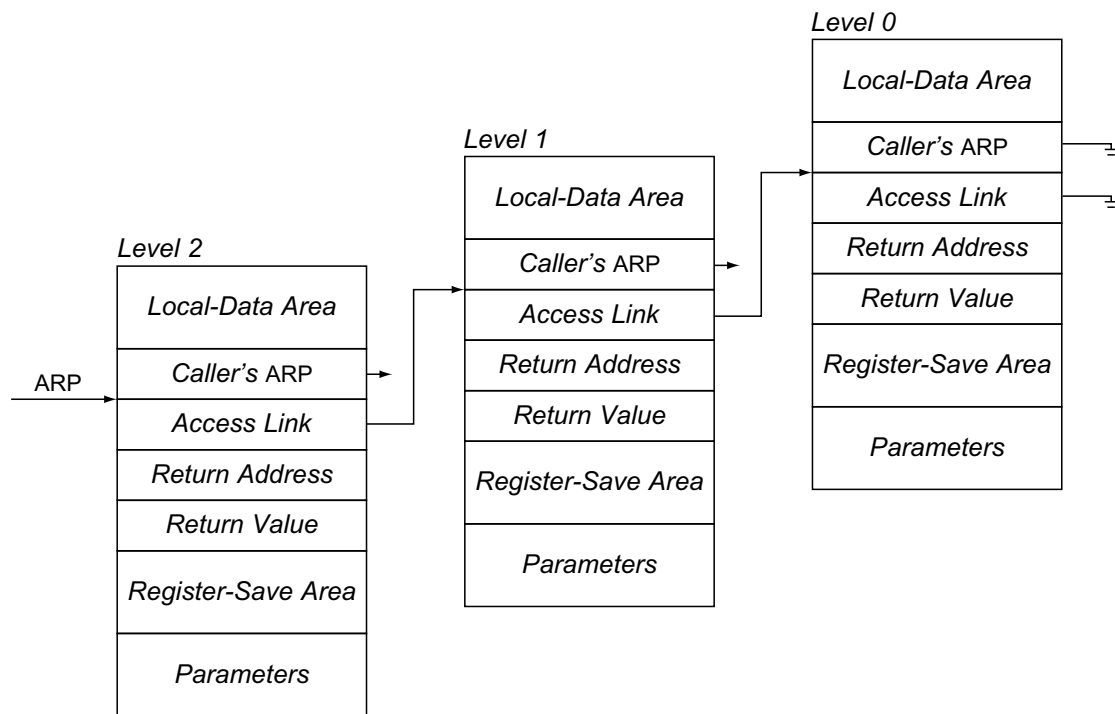 Level 0
Local-Data Area
Caller's ARP
Access Link
Return Address
Return Value
Register-Save Area
Parameters
Level 1
Local-Data Area
Caller's ARP
Access Link
Return Address
Return Value
Register-Save Area
Parameters
Level 2
Local-Data Area
Caller's ARP
Access Link
Return Address
Return Value
Register-Save Area
Parameters
ARP